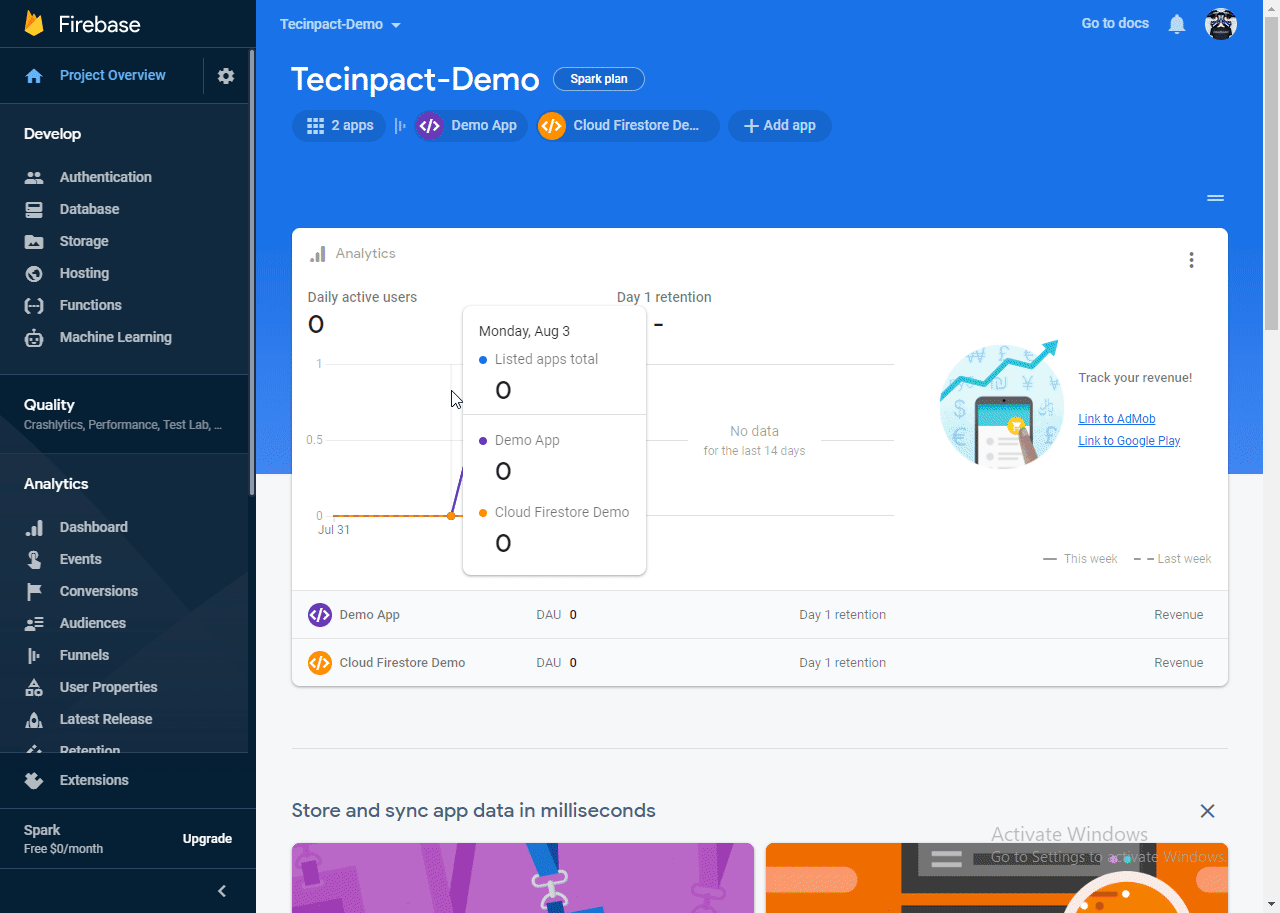 Firebase
Tecinpact-Demo
Go to docs
Project Overview
Tecinpact-Demo
Spark plan
2 apps
Demo App
Cloud Firestore De...
Add app
Develop
Authentication
Database
Storage
Hosting
Functions
Machine Learning
Quality
Crashlytics, Performance, Test Lab, ...
Analytics
Dashboard
Events
Conversions
Audiences
Funnels
User Properties
Latest Release
Retention
Extensions
Spark
Free $0/month
Upgrade
Analytics
Daily active users
0
Day 1 retention
-
1
0.5
0
Jul 31
Monday, Aug 3
Listed apps total
0
Demo App
0
Cloud Firestore Demo
0
No data
for the last 14 days
Track your revenue!
Link to AdMob
Link to Google Play
This week
Last week
Demo App
DAU 0
Day 1 retention
Revenue
Cloud Firestore Demo
DAU 0
Day 1 retention
Revenue
Store and sync app data in milliseconds
Activate Windows
Go to Settings to activate Windows.